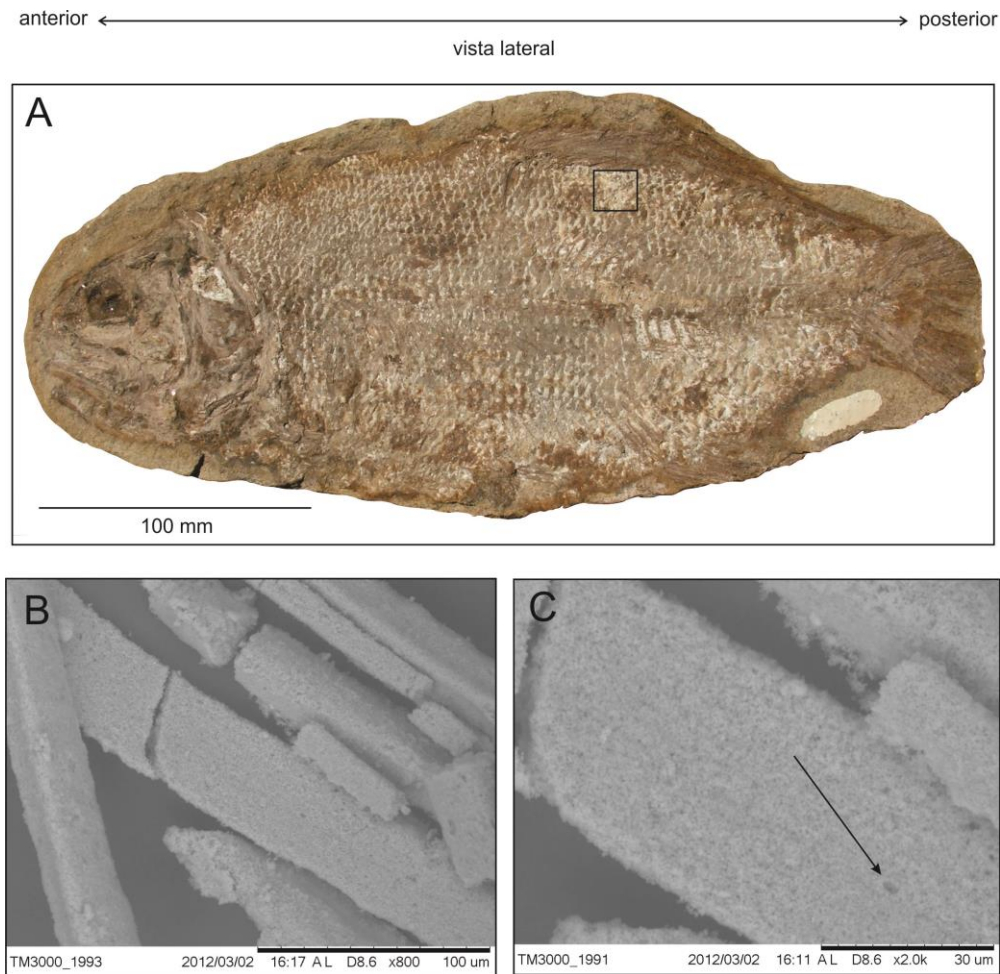 anterior posterior
vista lateral
A
100 mm
B
C
TM3000_1993 2012/03/02 16:17 A L D8.6 x800 100 um
TM3000_1991 2012/03/02 16:11 A L D8.6 x2.0k 30 um